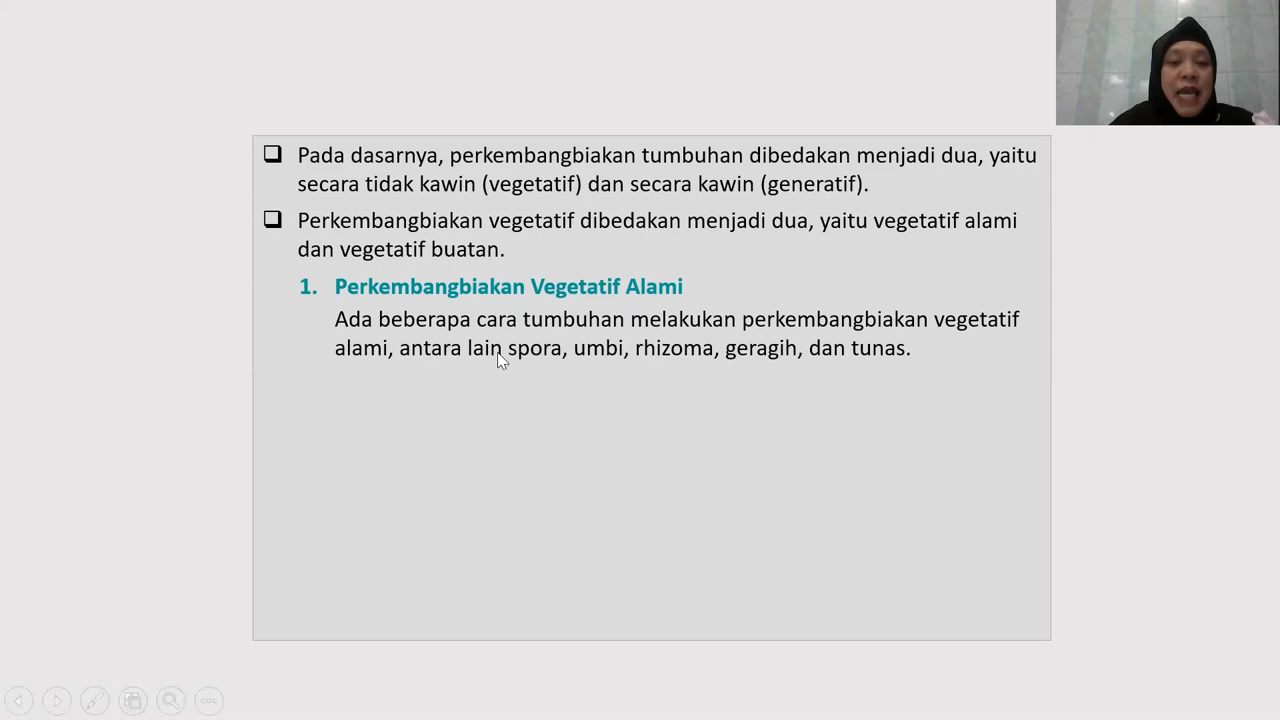 Pada dasarnya, perkembangbiakan tumbuhan dibedakan menjadi dua, yaitu
secara tidak kawin (vegetatif) dan secara kawin (generatif).
Perkembangbiakan vegetatif dibedakan menjadi dua, yaitu vegetatif alami
dan vegetatif buatan.
1. Perkembangbiakan Vegetatif Alami
Ada beberapa cara tumbuhan melakukan perkembangbiakan vegetatif
alami, antara lain spora, umbi, rhizoma, geragih, dan tunas.